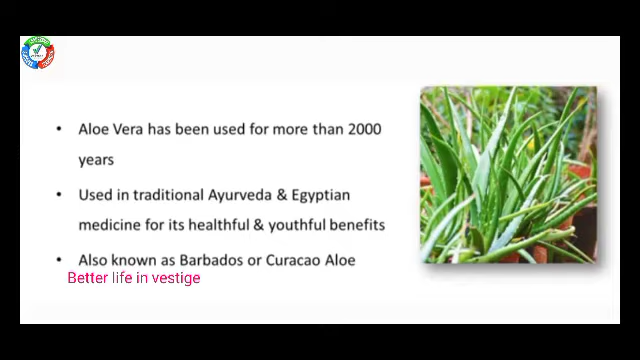 • Aloe Vera has been used for more than 2000
years
• Used in traditional Ayurveda & Egyptian
medicine for its healthful & youthful benefits
• Also known as Barbados or Curacao Aloe
Better life in vestige